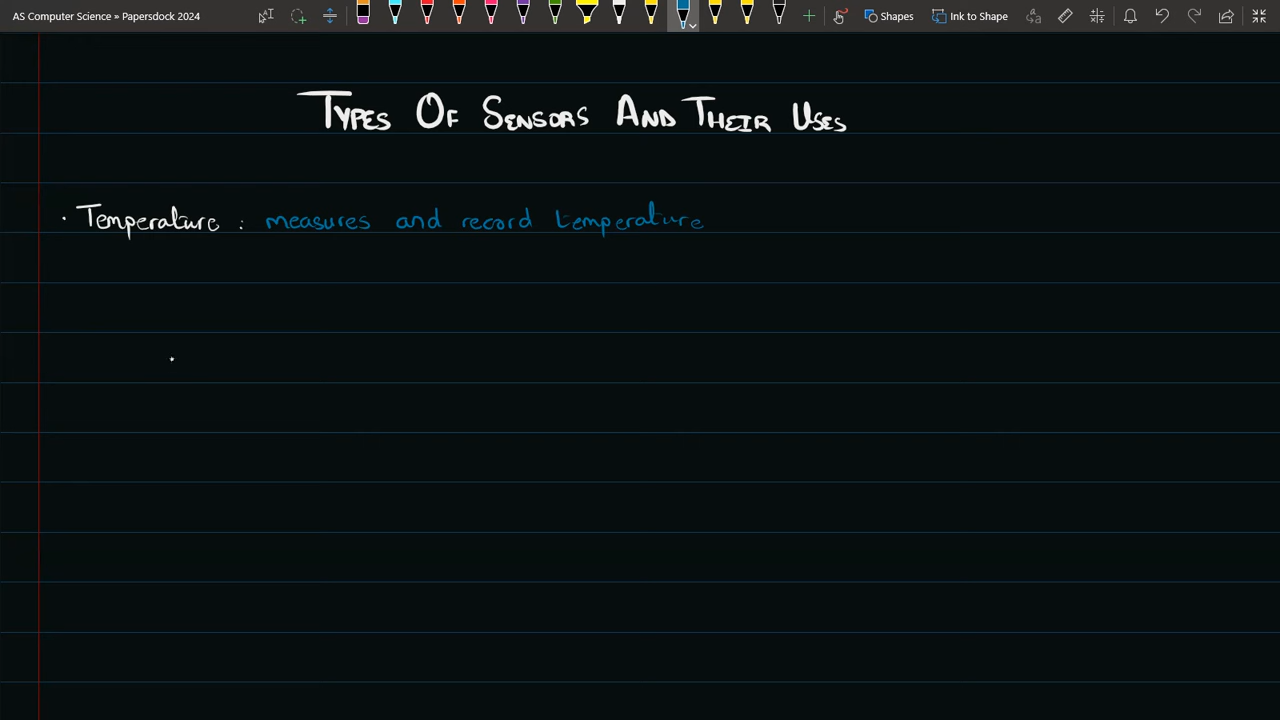 AS Computer Science » Papersdock 2024
Shapes
Ink to Shape
TYPES OF SENSORS AND THEIR USES
· Temperature : measures and record temperature